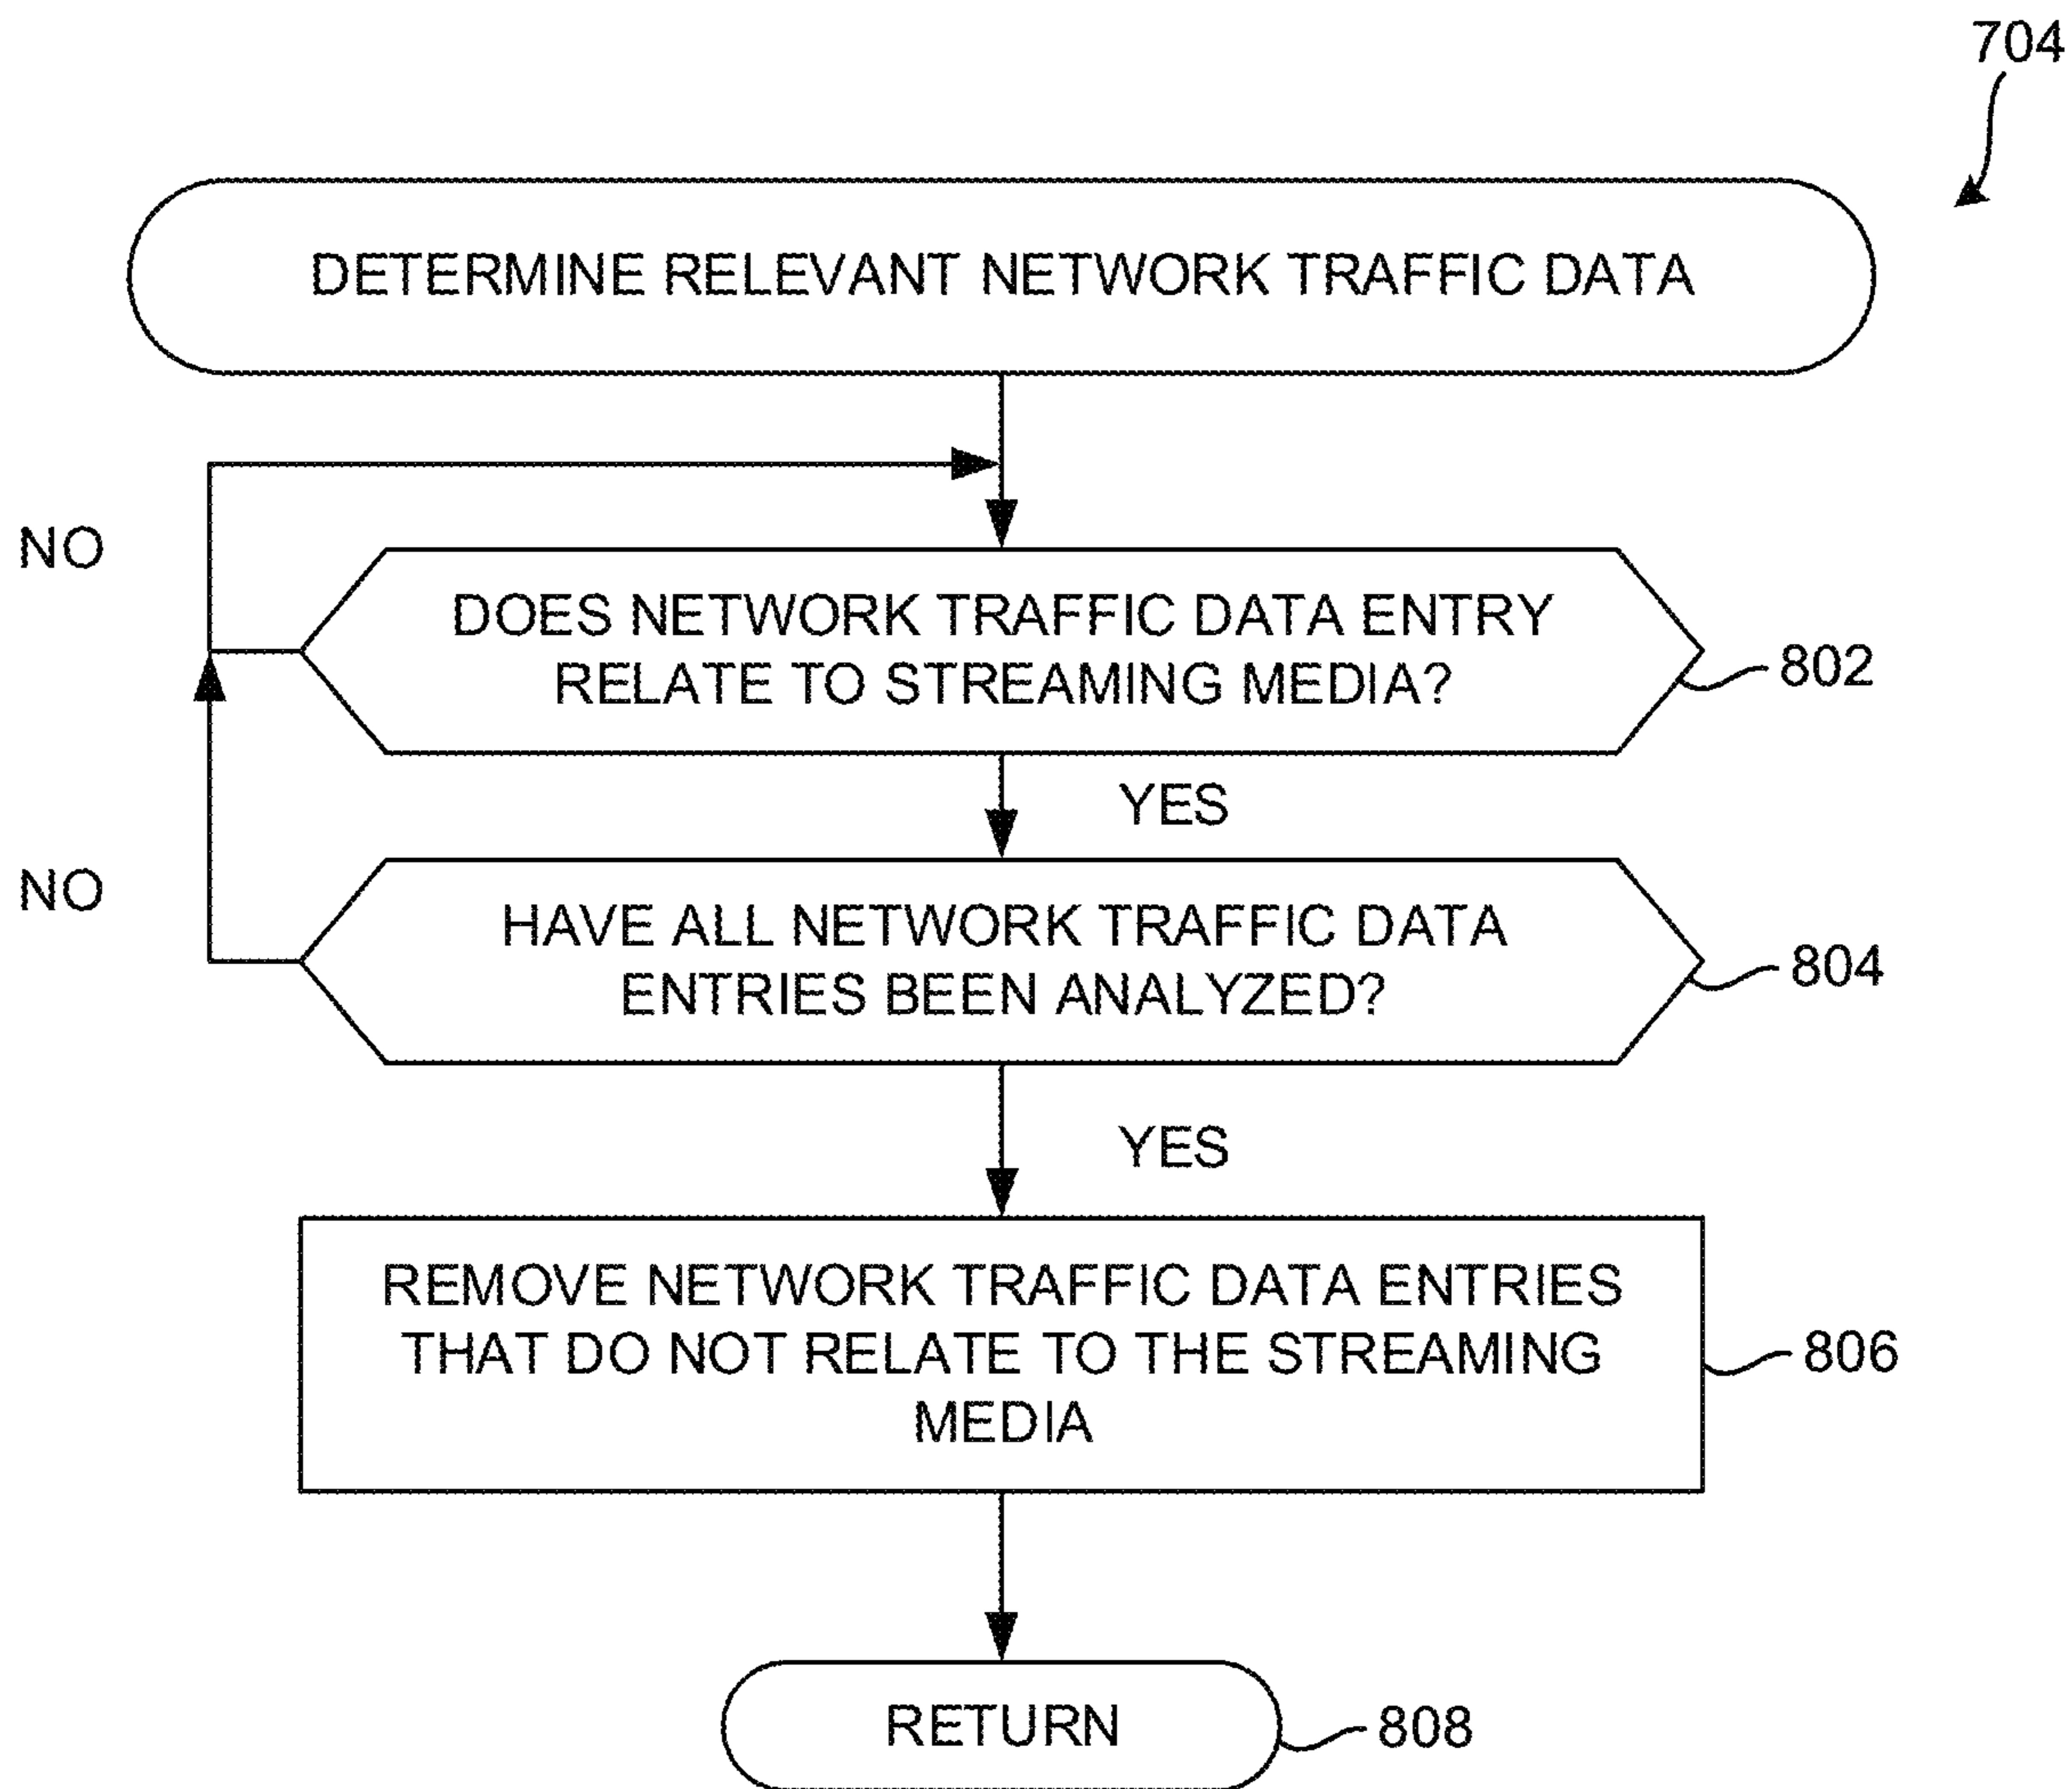 704
DETERMINE RELEVANT NETWORK TRAFFIC DATA
NO
DOES NETWORK TRAFFIC DATA ENTRY
RELATE TO STREAMING MEDIA?
802
YES
NO
HAVE ALL NETWORK TRAFFIC DATA
ENTRIES BEEN ANALYZED?
804
YES
REMOVE NETWORK TRAFFIC DATA ENTRIES
THAT DO NOT RELATE TO THE STREAMING
MEDIA
806
RETURN
808